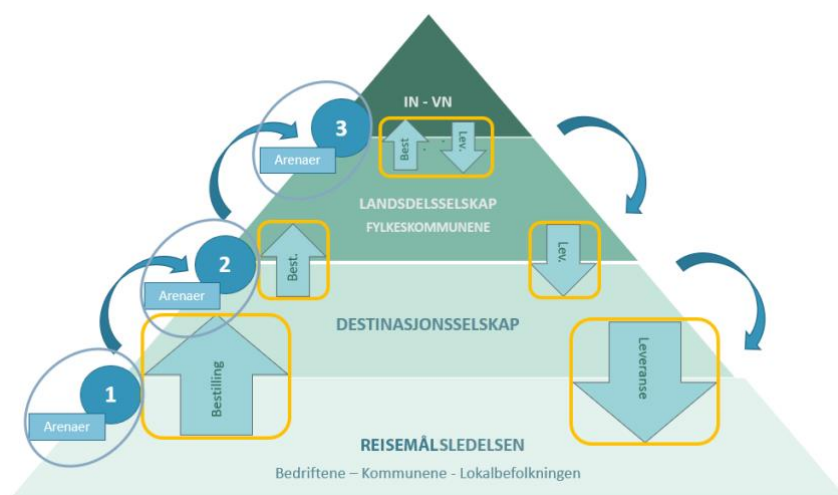 IN - VN
3
Arenaer
Best
Lev.
LANDSDELSSELSKAP
FYLKESKOMMUNENE
2
Arenaer
Best.
Lev.
DESTINASJONSSELSKAP
1
Arenaer
Bestilling
Leveranse
REISEMÅLSLEDELSEN
Bedriftene – Kommunene - Lokalbefolkningen